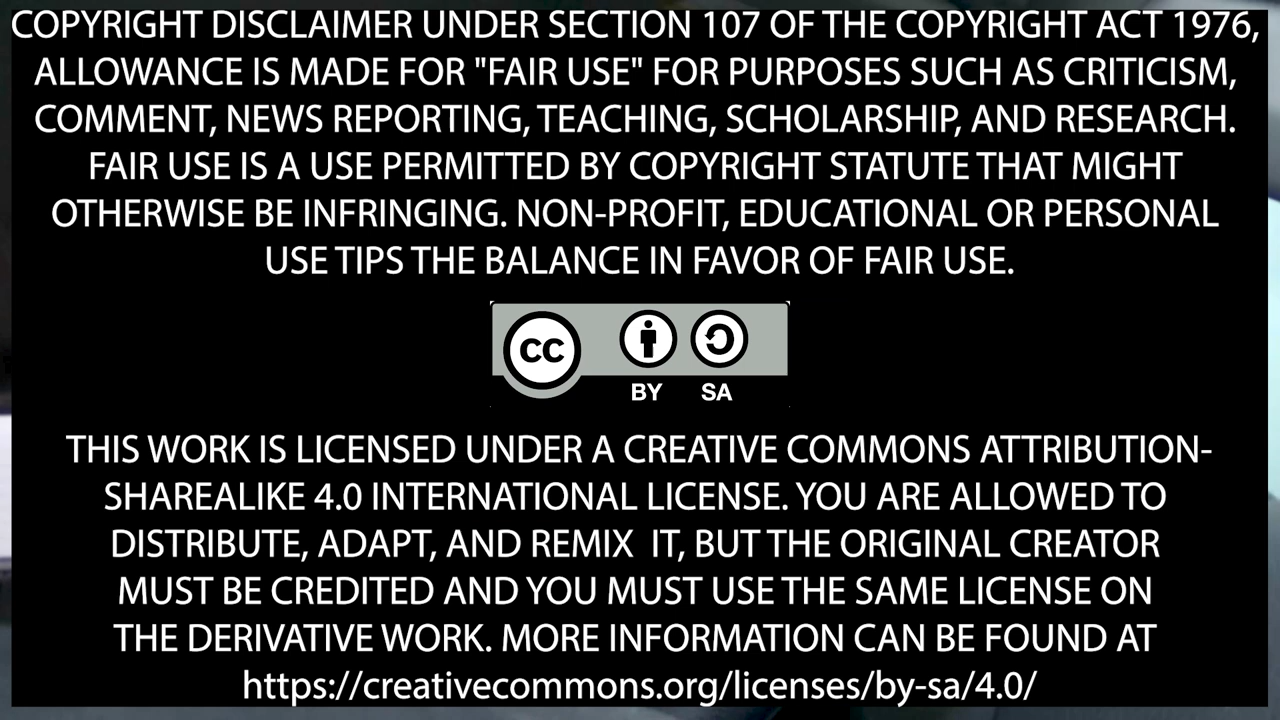 COPYRIGHT DISCLAIMER UNDER SECTION 107 OF THE COPYRIGHT ACT 1976,
ALLOWANCE IS MADE FOR "FAIR USE" FOR PURPOSES SUCH AS CRITICISM,
COMMENT, NEWS REPORTING, TEACHING, SCHOLARSHIP, AND RESEARCH.
FAIR USE IS A USE PERMITTED BY COPYRIGHT STATUTE THAT MIGHT
OTHERWISE BE INFRINGING. NON-PROFIT, EDUCATIONAL OR PERSONAL
USE TIPS THE BALANCE IN FAVOR OF FAIR USE.
CC
BY SA
THIS WORK IS LICENSED UNDER A CREATIVE COMMONS ATTRIBUTION-
SHAREALIKE 4.0 INTERNATIONAL LICENSE. YOU ARE ALLOWED TO
DISTRIBUTE, ADAPT, AND REMIX IT, BUT THE ORIGINAL CREATOR
MUST BE CREDITED AND YOU MUST USE THE SAME LICENSE ON
THE DERIVATIVE WORK. MORE INFORMATION CAN BE FOUND AT
https://creativecommons.org/licenses/by-sa/4.0/